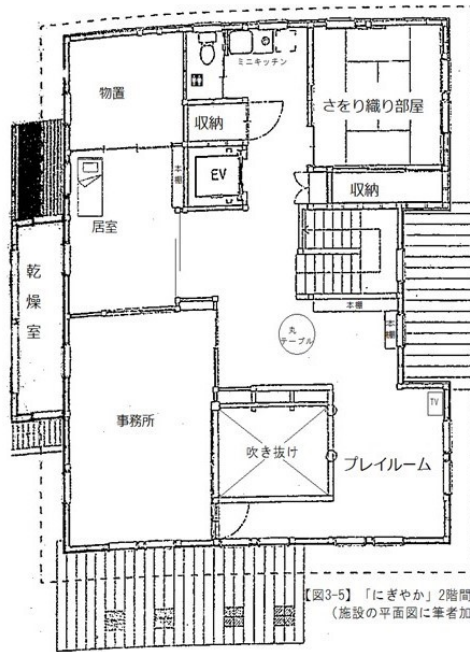 ミニキッチン
物置
さをり織り部屋
収納
EV
本棚
収納
居室
乾燥室
本棚
本棚
丸
テーブル
TV
事務所
吹き抜け
プレイルーム
【図3-5】「にぎやか」2階間
（施設の平面図に筆者加